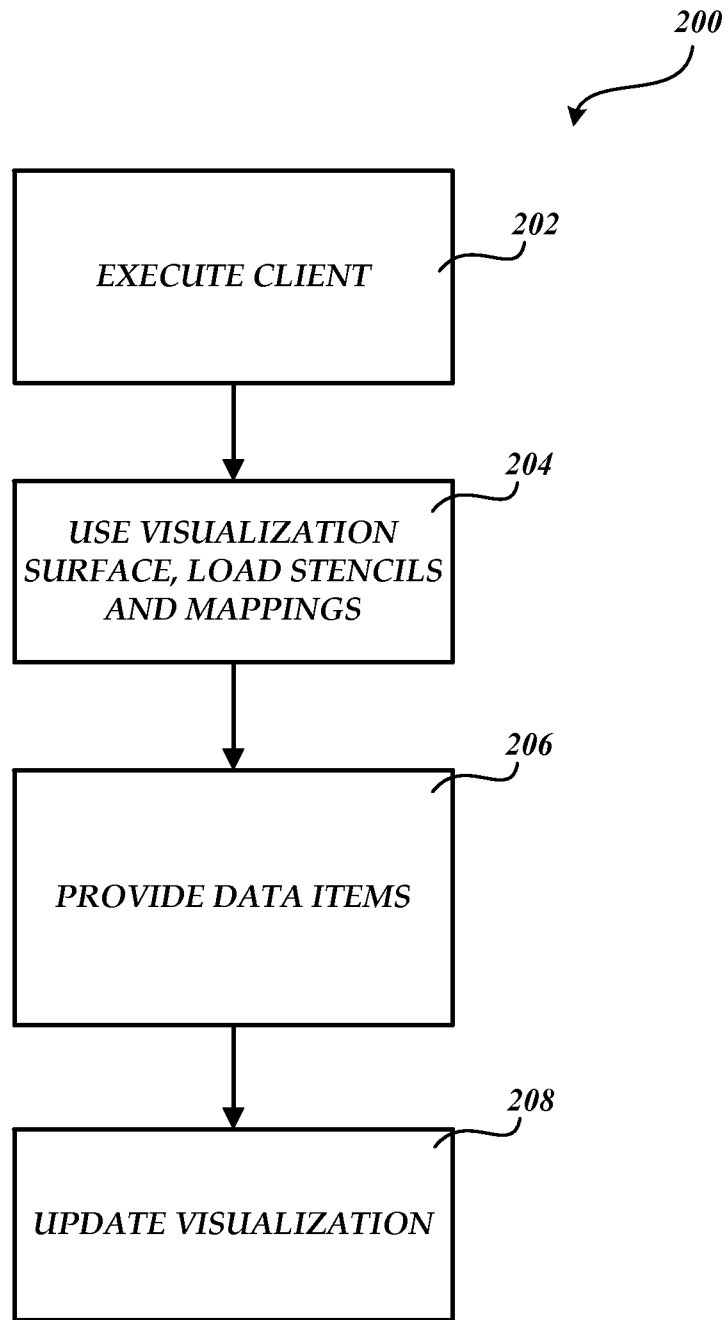 200
202
EXECUTE CLIENT
204
USE VISUALIZATION
SURFACE, LOAD STENCILS
AND MAPPINGS
206
PROVIDE DATA ITEMS
208
UPDATE VISUALIZATION